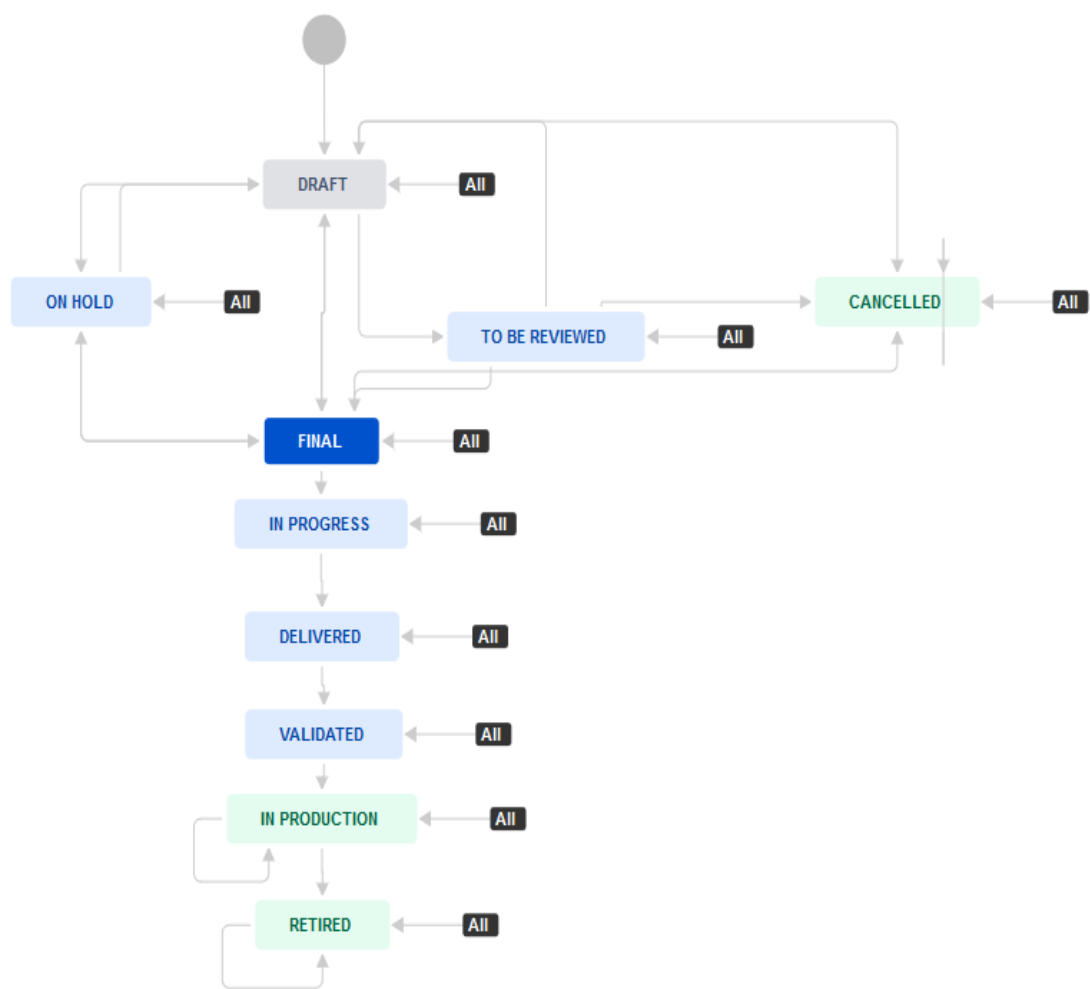 DRAFT
All
ON HOLD
All
CANCELLED
All
TO BE REVIEWED
All
FINAL
All
IN PROGRESS
All
DELIVERED
All
VALIDATED
All
IN PRODUCTION
All
RETIRED
All